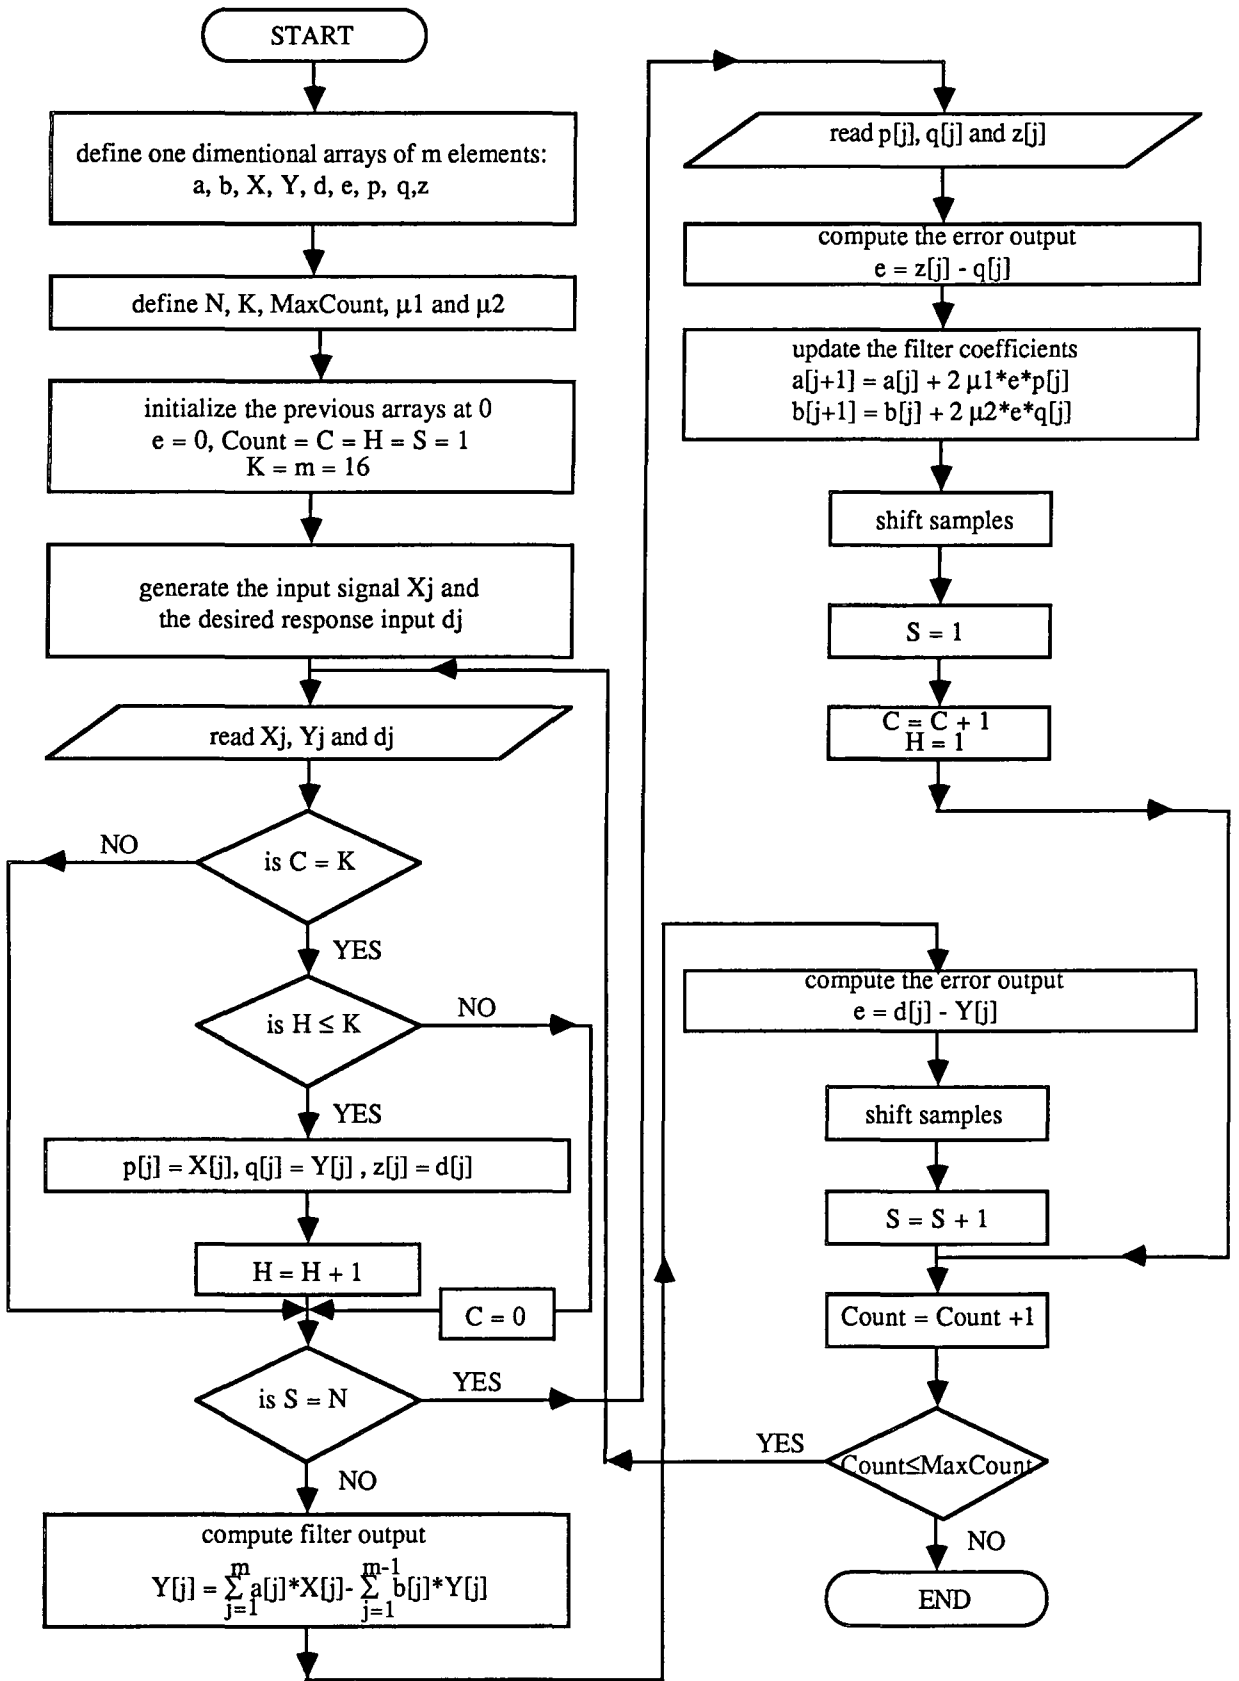 START
define one dimentional arrays of m elements:
a, b, X, Y, d, e, p, q,z
define N, K, MaxCount, μ1 and μ2
initialize the previous arrays at 0
e = 0, Count = C = H = S = 1
K = m = 16
generate the input signal Xj and
the desired response input dj
read Xj, Yj and dj
is C = K
NO
YES
is H ≤ K
NO
YES
p[j] = X[j], q[j] = Y[j] , z[j] = d[j]
H = H + 1
C = 0
is S = N
YES
NO
compute filter output
Y[j] = m Σ j=1 a[j]*X[j]- m-1 Σ j=1 b[j]*Y[j]
read p[j], q[j] and z[j]
compute the error output
e = z[j] - q[j]
update the filter coefficients
a[j+1] = a[j] + 2 μ1*e*p[j]
b[j+1] = b[j] + 2 μ2*e*q[j]
shift samples
S = 1
C = C + 1
H = 1
compute the error output
e = d[j] - Y[j]
shift samples
S = S + 1
Count = Count +1
Count≤MaxCount
YES
NO
END